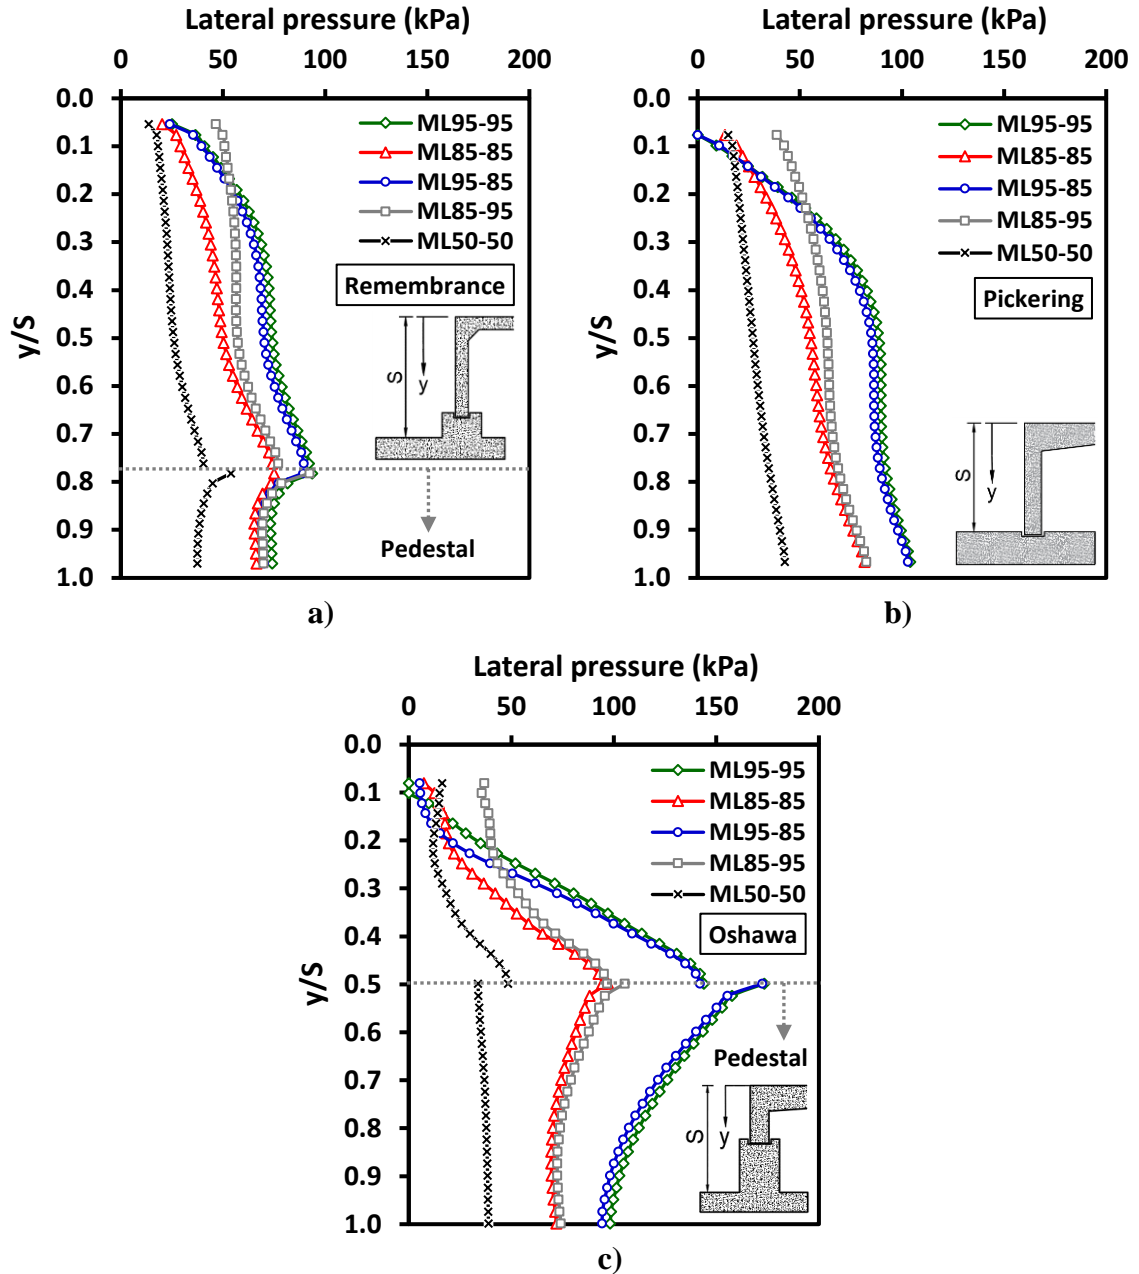 Lateral pressure (kPa)
0 50 100 150 200
0.0
0.1
0.2
0.3
0.4
0.5
0.6
0.7
0.8
0.9
1.0
y/S
ML95-95
ML85-85
ML95-85
ML85-95
ML50-50
Remembrance
S
y
Pedestal
a)
Lateral pressure (kPa)
0 50 100 150 200
0.0
0.1
0.2
0.3
0.4
0.5
0.6
0.7
0.8
0.9
1.0
y/S
ML95-95
ML85-85
ML95-85
ML85-95
ML50-50
Pickering
S
y
b)
Lateral pressure (kPa)
0 50 100 150 200
0.0
0.1
0.2
0.3
0.4
0.5
0.6
0.7
0.8
0.9
1.0
y/S
ML95-95
ML85-85
ML95-85
ML85-95
ML50-50
Oshawa
Pedestal
S
y
c)